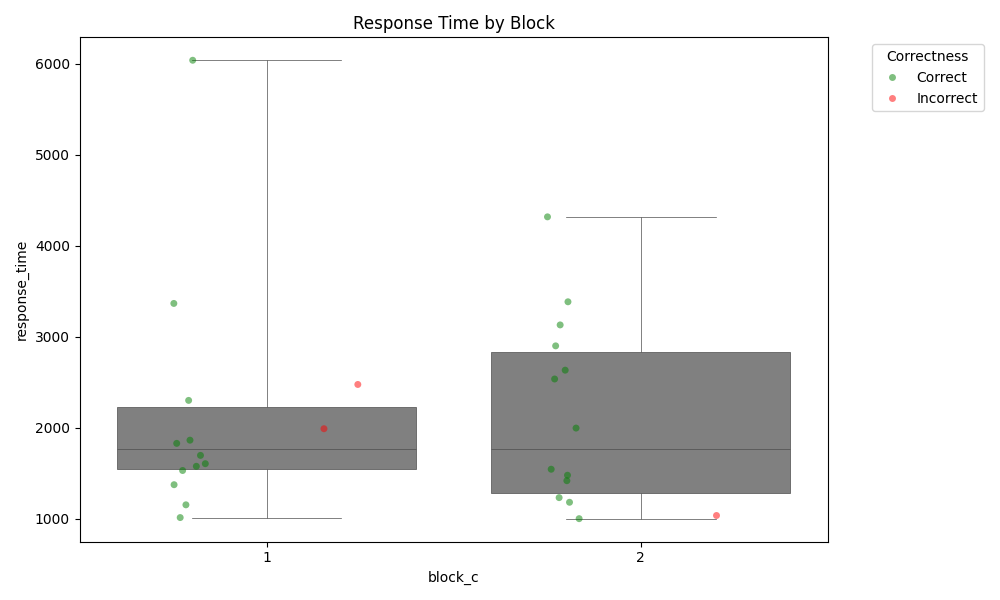 Response Time by Block
Correctness
Correct
Incorrect
6000
5000
4000
3000
2000
1000
response_time
1
2
block_c